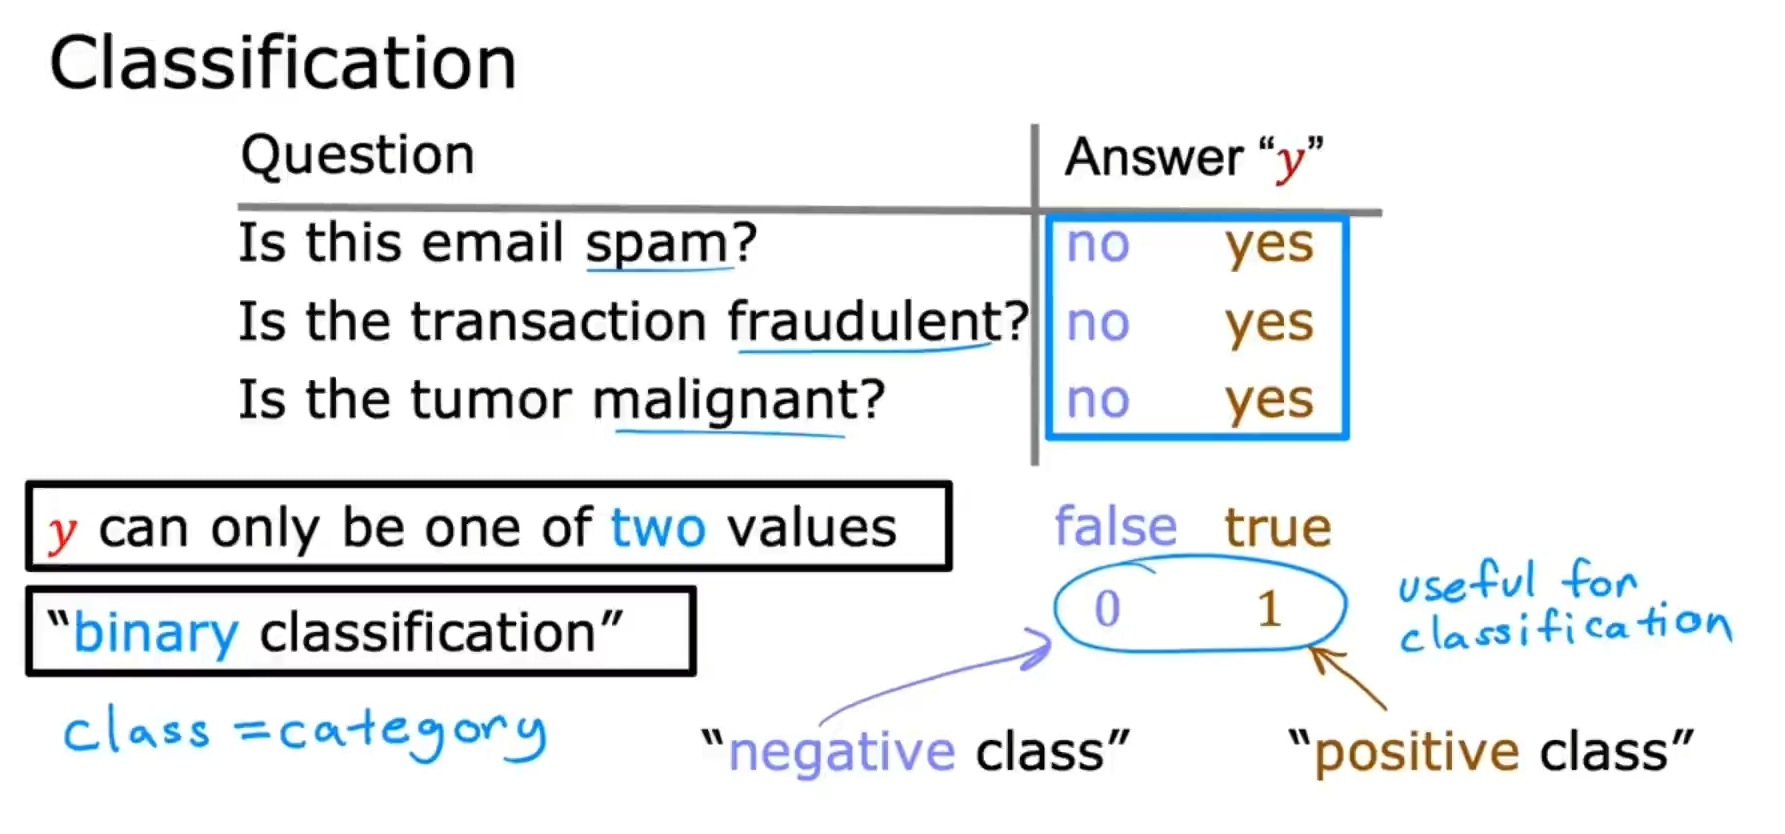 Classification
Question Answer “y”
Is this email spam? no yes
Is the transaction fraudulent? no yes
Is the tumor malignant? no yes
y can only be one of two values
false true
0 1
useful for
classification
“binary classification”
class = category
“negative class” “positive class”